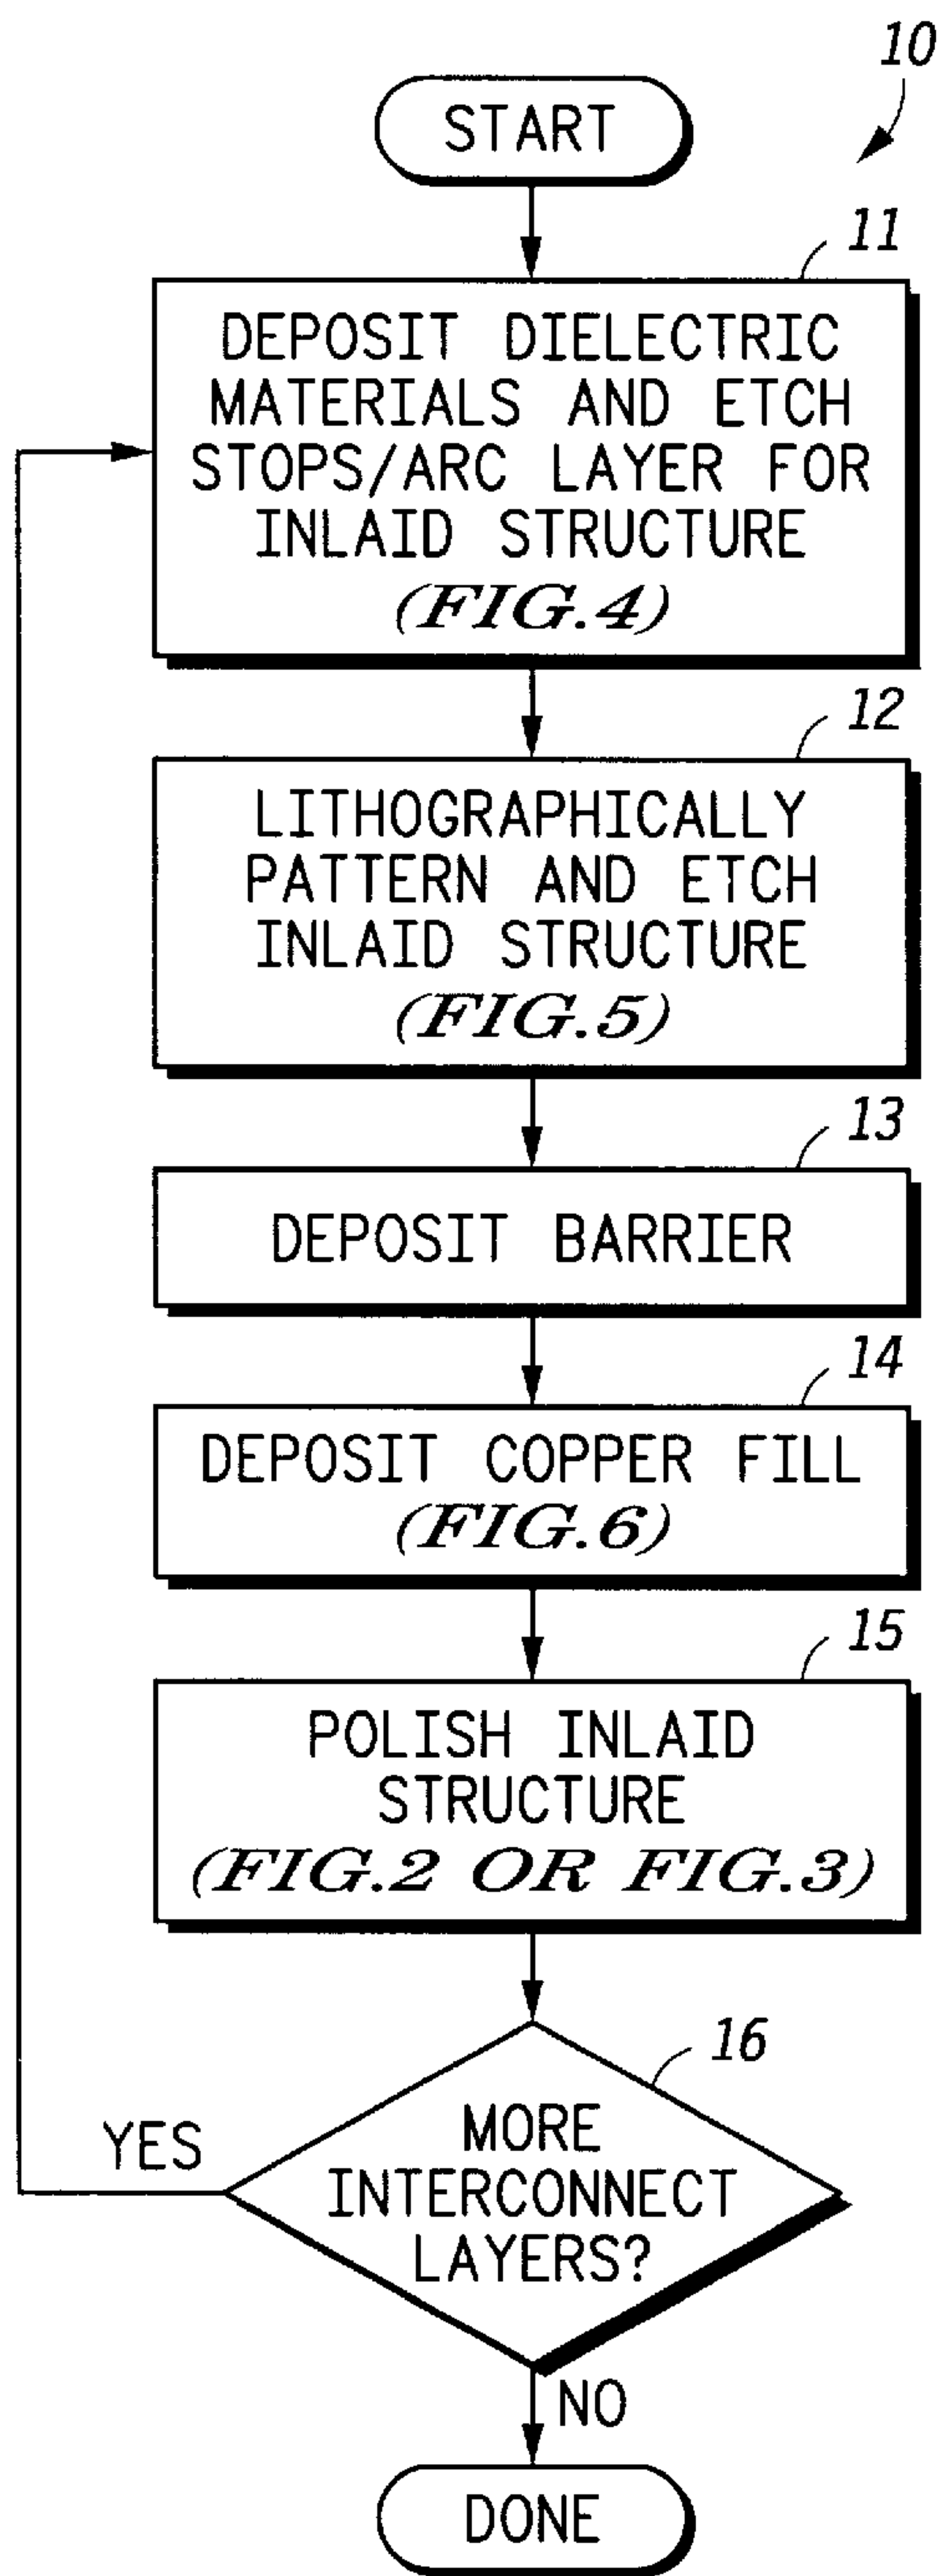 10
START
11
DEPOSIT DIELECTRIC
MATERIALS AND ETCH
STOPS/ARC LAYER FOR
INLAID STRUCTURE
(FIG.4)
12
LITHOGRAPHICALLY
PATTERN AND ETCH
INLAID STRUCTURE
(FIG.5)
13
DEPOSIT BARRIER
14
DEPOSIT COPPER FILL
(FIG.6)
15
POLISH INLAID
STRUCTURE
(FIG.2 OR FIG.3)
16
MORE
INTERCONNECT
LAYERS?
YES
NO
DONE